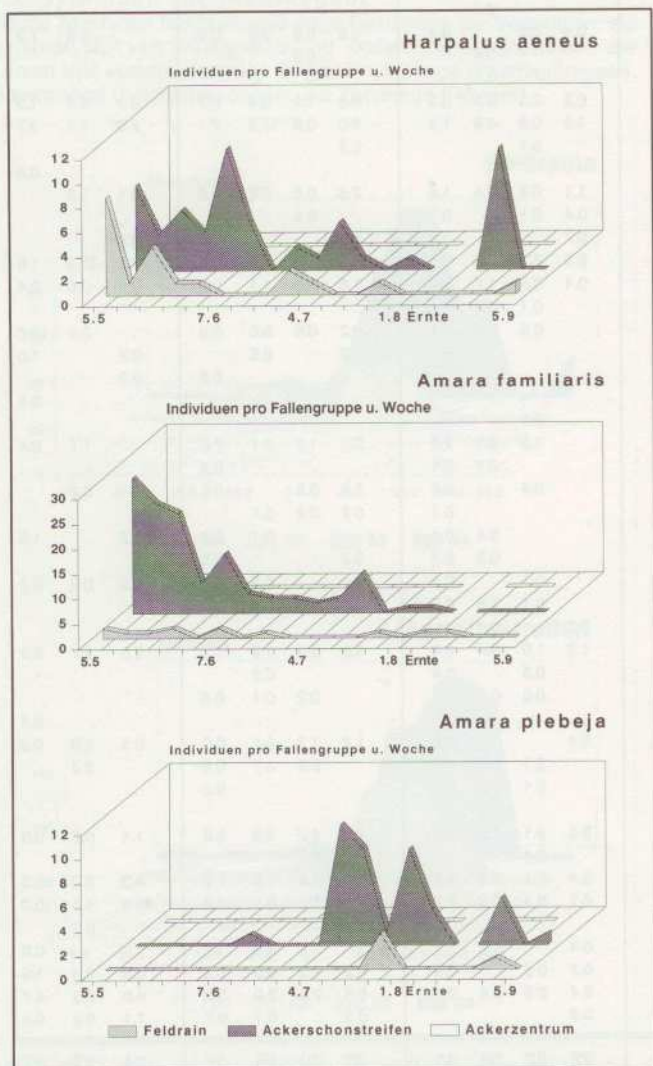 Harpalus aeneus
Individuen pro Fallengruppe u. Woche
12
10
8
6
4
2
0
5.5 7.6 4.7 1.8 Ernte 5.9
Amara familiaris
Individuen pro Fallengruppe u. Woche
30
25
20
15
10
5
0
5.5 7.6 4.7 1.8 Ernte 5.9
Amara plebeja
Individuen pro Fallengruppe u. Woche
12
10
8
6
4
2
0
5.5 7.6 4.7 1.8 Ernte 5.9
Feldrain Ackerschonstreifen Ackerzentrum